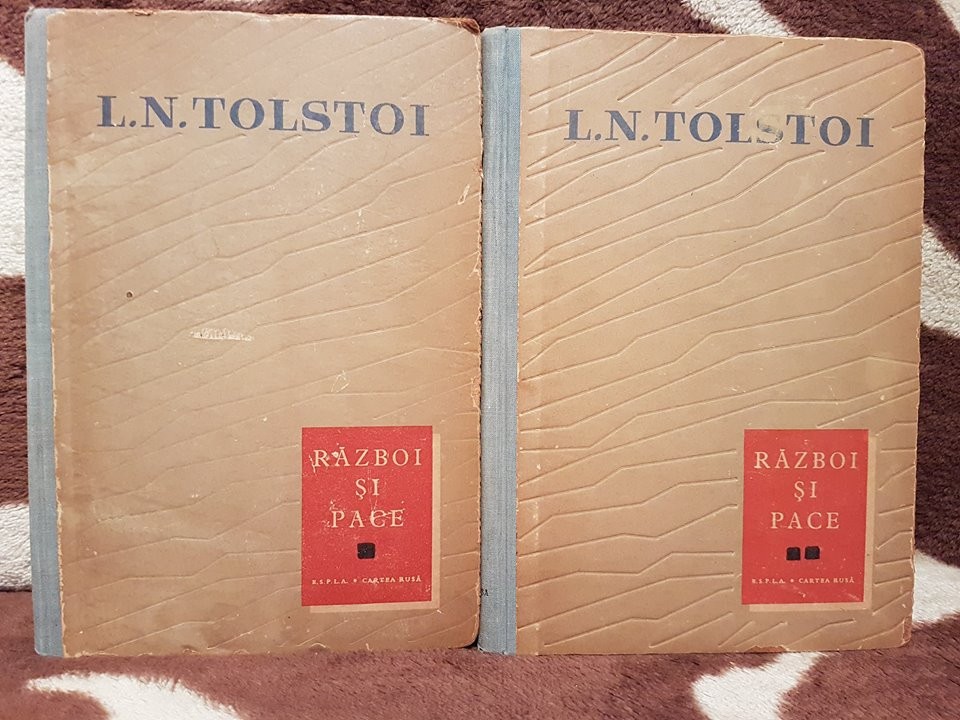 L.N.TOLSTOI
RĂZBOI
ŞI
PACE
E.S.P.L.A. • CARTEA RUSĂ
L.N.TOLSTOI
RĂZBOI
ŞI
PACE
E.S.P.L.A. • CARTEA RUSĂ